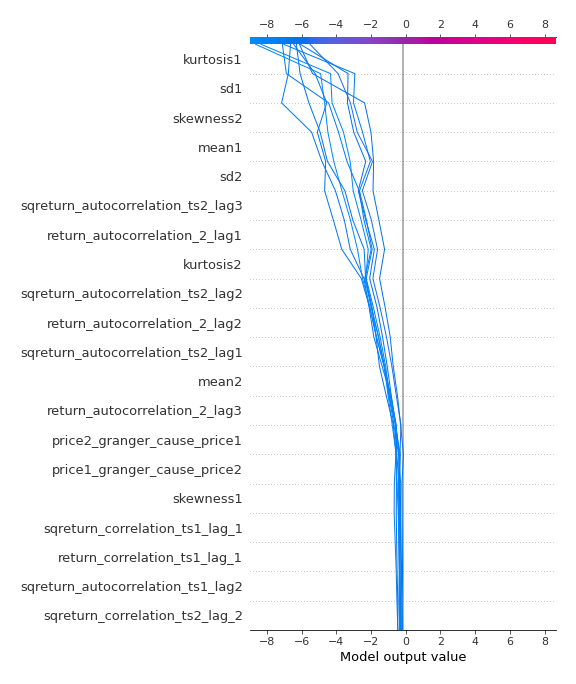 −8 −6 −4 −2 0 2 4 6 8
kurtosis1
sd1
skewness2
mean1
sd2
sqreturn_autocorrelation_ts2_lag3
return_autocorrelation_2_lag1
kurtosis2
sqreturn_autocorrelation_ts2_lag2
return_autocorrelation_2_lag2
sqreturn_autocorrelation_ts2_lag1
mean2
return_autocorrelation_2_lag3
price2_granger_cause_price1
price1_granger_cause_price2
skewness1
sqreturn_correlation_ts1_lag_1
return_correlation_ts1_lag_1
sqreturn_autocorrelation_ts1_lag2
sqreturn_correlation_ts2_lag_2
−8 −6 −4 −2 0 2 4 6 8
Model output value